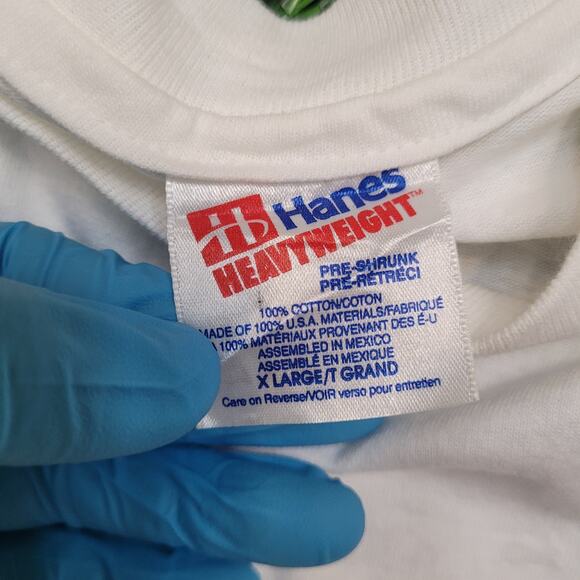 Hanes
HEAVYWEIGHT™
PRE-SHRUNK
PRE-RÉTRÉCI
100% COTTON/COTON
MADE OF 100% U.S.A. MATERIALS/FABRIQUÉ
À 100% MATÉRIAUX PROVENANT DES É-U
ASSEMBLED IN MEXICO
ASSEMBLÉ EN MEXIQUE
X LARGE/T GRAND
Care on Reverse/VOIR verso pour entretien